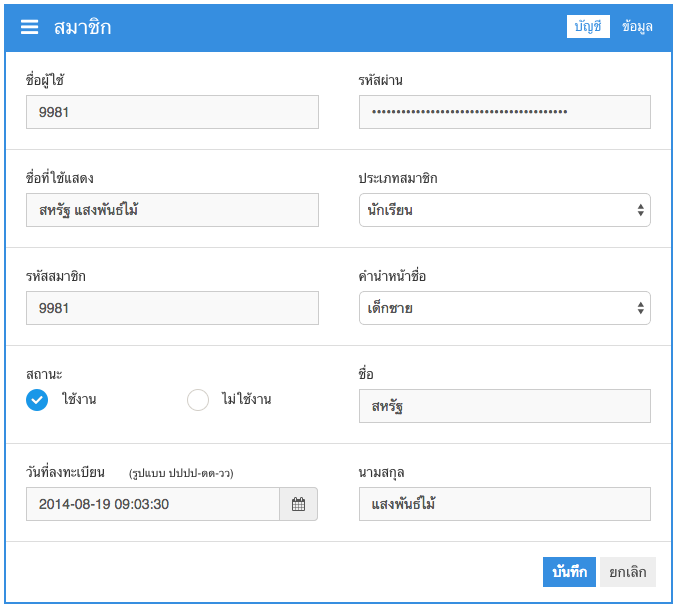 สมาชิก บัญชี ข้อมูล
ชื่อผู้ใช้ รหัสผ่าน
9981 ••••••••••••••••••••••••••••••••••••••••
ชื่อที่ใช้แสดง ประเภทสมาชิก
สหรัฐ แสงพันธ์ไม้ นักเรียน
รหัสสมาชิก คำนำหน้าชื่อ
9981 เด็กชาย
สถานะ ชื่อ
ใช้งาน ไม่ใช้งาน สหรัฐ
วันที่ลงทะเบียน (รูปแบบ ปปปป-ดด-วว) นามสกุล
2014-08-19 09:03:30 แสงพันธ์ไม้
บันทึก ยกเลิก